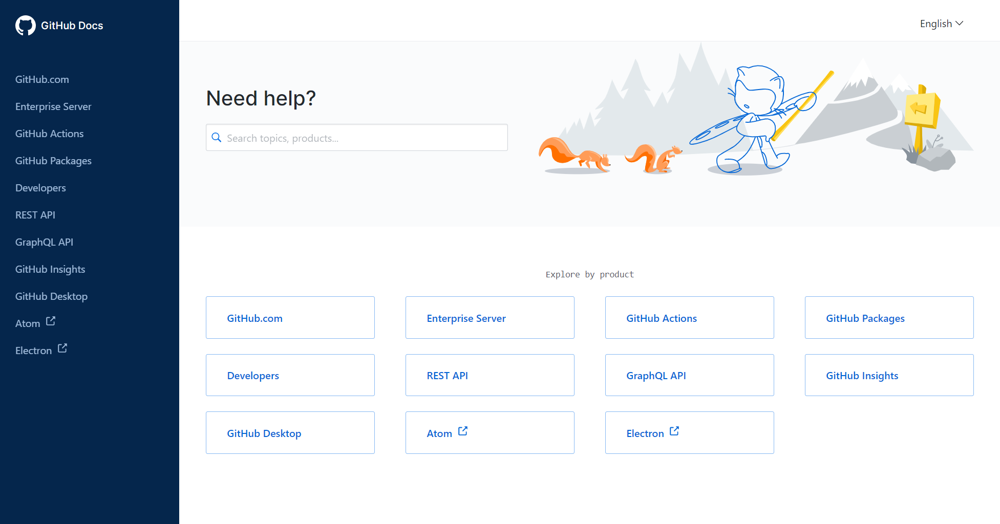 GitHub Docs
GitHub.com
Enterprise Server
GitHub Actions
GitHub Packages
Developers
REST API
GraphQL API
GitHub Insights
GitHub Desktop
Atom
Electron
English
Need help?
Search topics, products...
Explore by product
GitHub.com
Enterprise Server
GitHub Actions
GitHub Packages
Developers
REST API
GraphQL API
GitHub Insights
GitHub Desktop
Atom
Electron